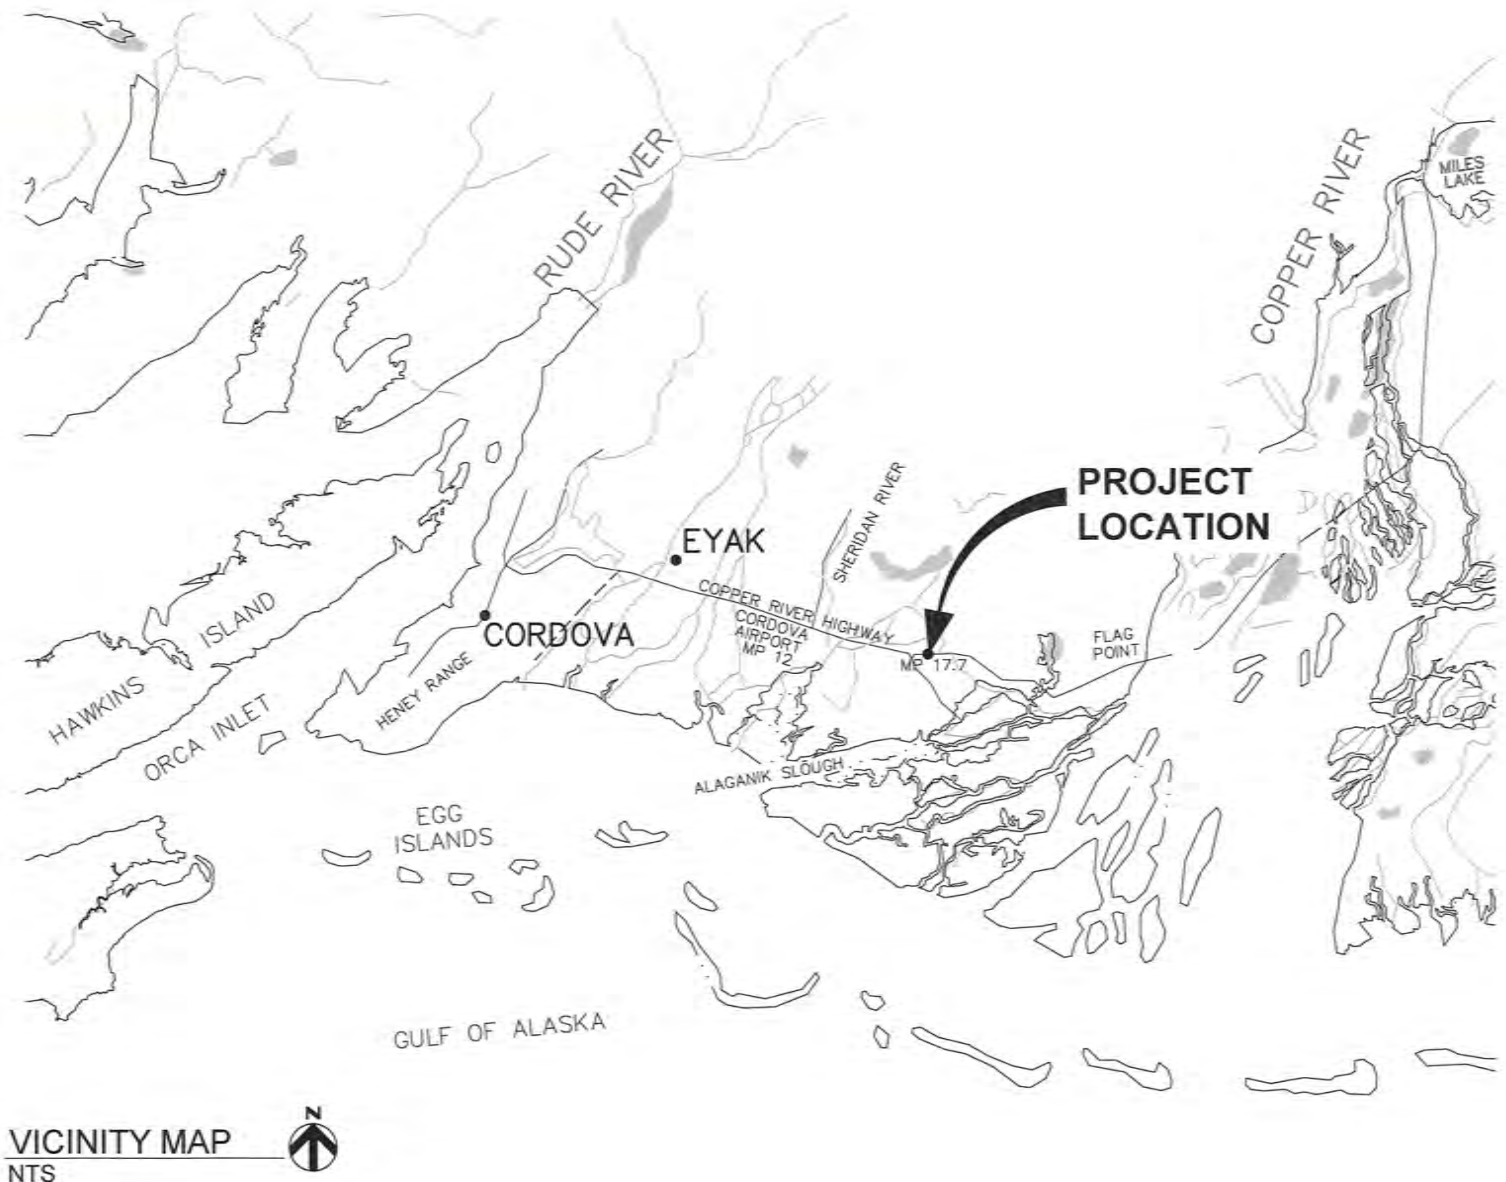 RUDE RIVER
COPPER RIVER
MILES
LAKE
PROJECT
LOCATION
SHERIDAN RIVER
EYAK
COPPER RIVER HIGHWAY
CORDOVA
AIRPORT
MP 12
MP 17.7
FLAG
POINT
CORDOVA
HENEY RANGE
HAWKINS ISLAND
ORCA INLET
ALAGANIK SLOUGH
EGG
ISLANDS
GULF OF ALASKA
N
VICINITY MAP
NTS